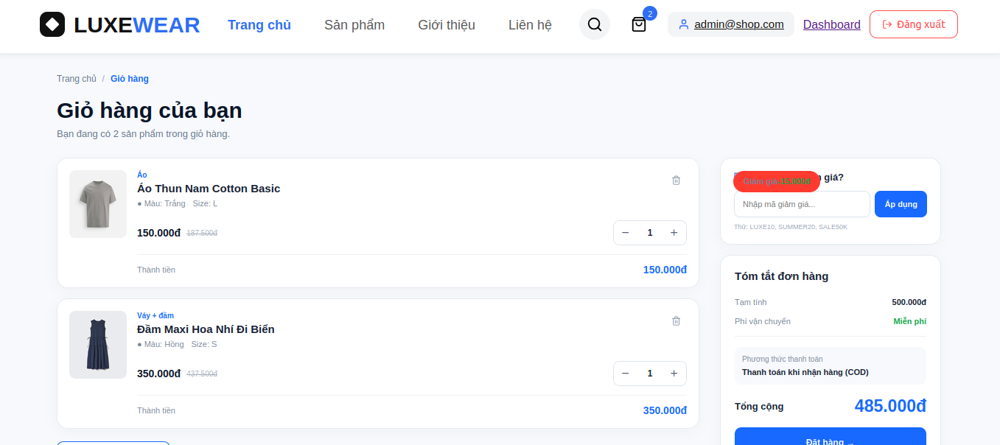 LUXEWEAR
Trang chủ
Sản phẩm
Giới thiệu
Liên hệ
2
admin@shop.com
Dashboard
Đăng xuất
Trang chủ / Giỏ hàng
Giỏ hàng của bạn
Bạn đang có 2 sản phẩm trong giỏ hàng.
Áo
Áo Thun Nam Cotton Basic
● Màu: Trắng Size: L
150.000đ 187.500đ
− 1 +
Thành tiền 150.000đ
Váy + đầm
Đầm Maxi Hoa Nhí Đi Biển
● Màu: Hồng Size: S
350.000đ 437.500đ
− 1 +
Thành tiền 350.000đ
Giảm giá -15.000đ
giá?
Nhập mã giảm giá...
Áp dụng
Thử: LUXE10, SUMMER20, SALE50K
Tóm tắt đơn hàng
Tạm tính 500.000đ
Phí vận chuyển Miễn phí
Phương thức thanh toán
Thanh toán khi nhận hàng (COD)
Tổng cộng 485.000đ
Đặt hàng →